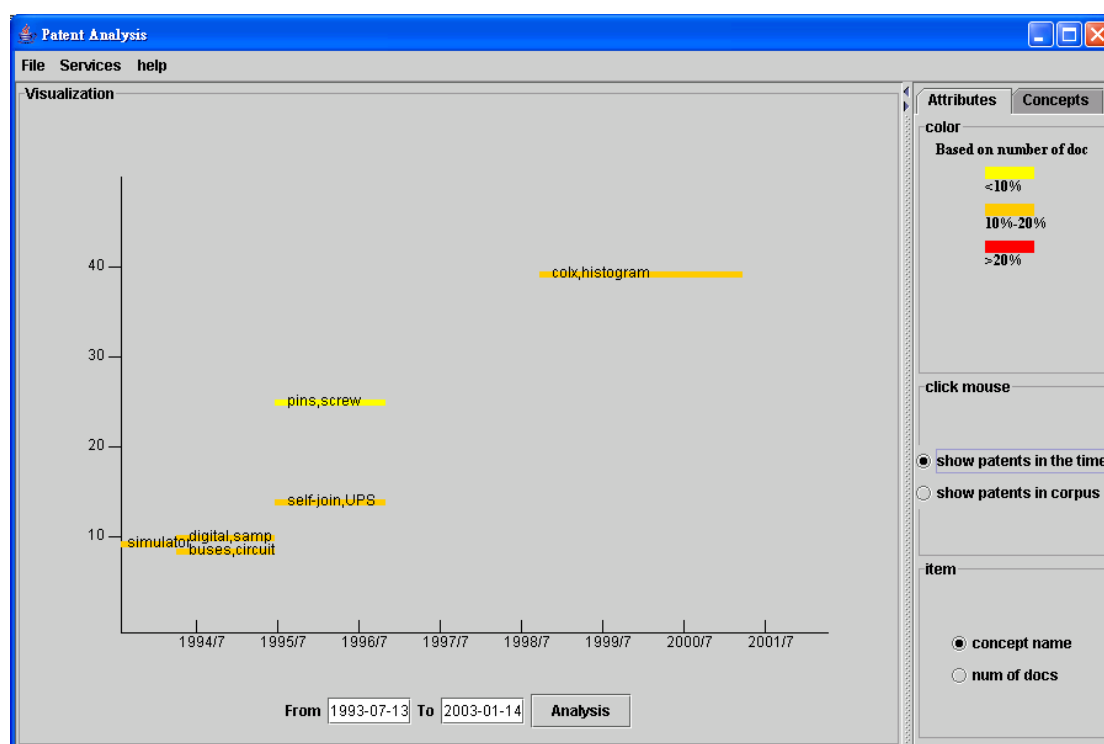 Patent Analysis
File Services help
Visualization
40
30
20
10
colx,histogram
pins,screw
self-join,UPS
simulator
digital,samp
buses,circuit
1994/7 1995/7 1996/7 1997/7 1998/7 1999/7 2000/7 2001/7
From 1993-07-13 To 2003-01-14 Analysis
Attributes Concepts
color
Based on number of doc
<10%
10%-20%
>20%
click mouse
show patents in the time
show patents in corpus
item
concept name
num of docs